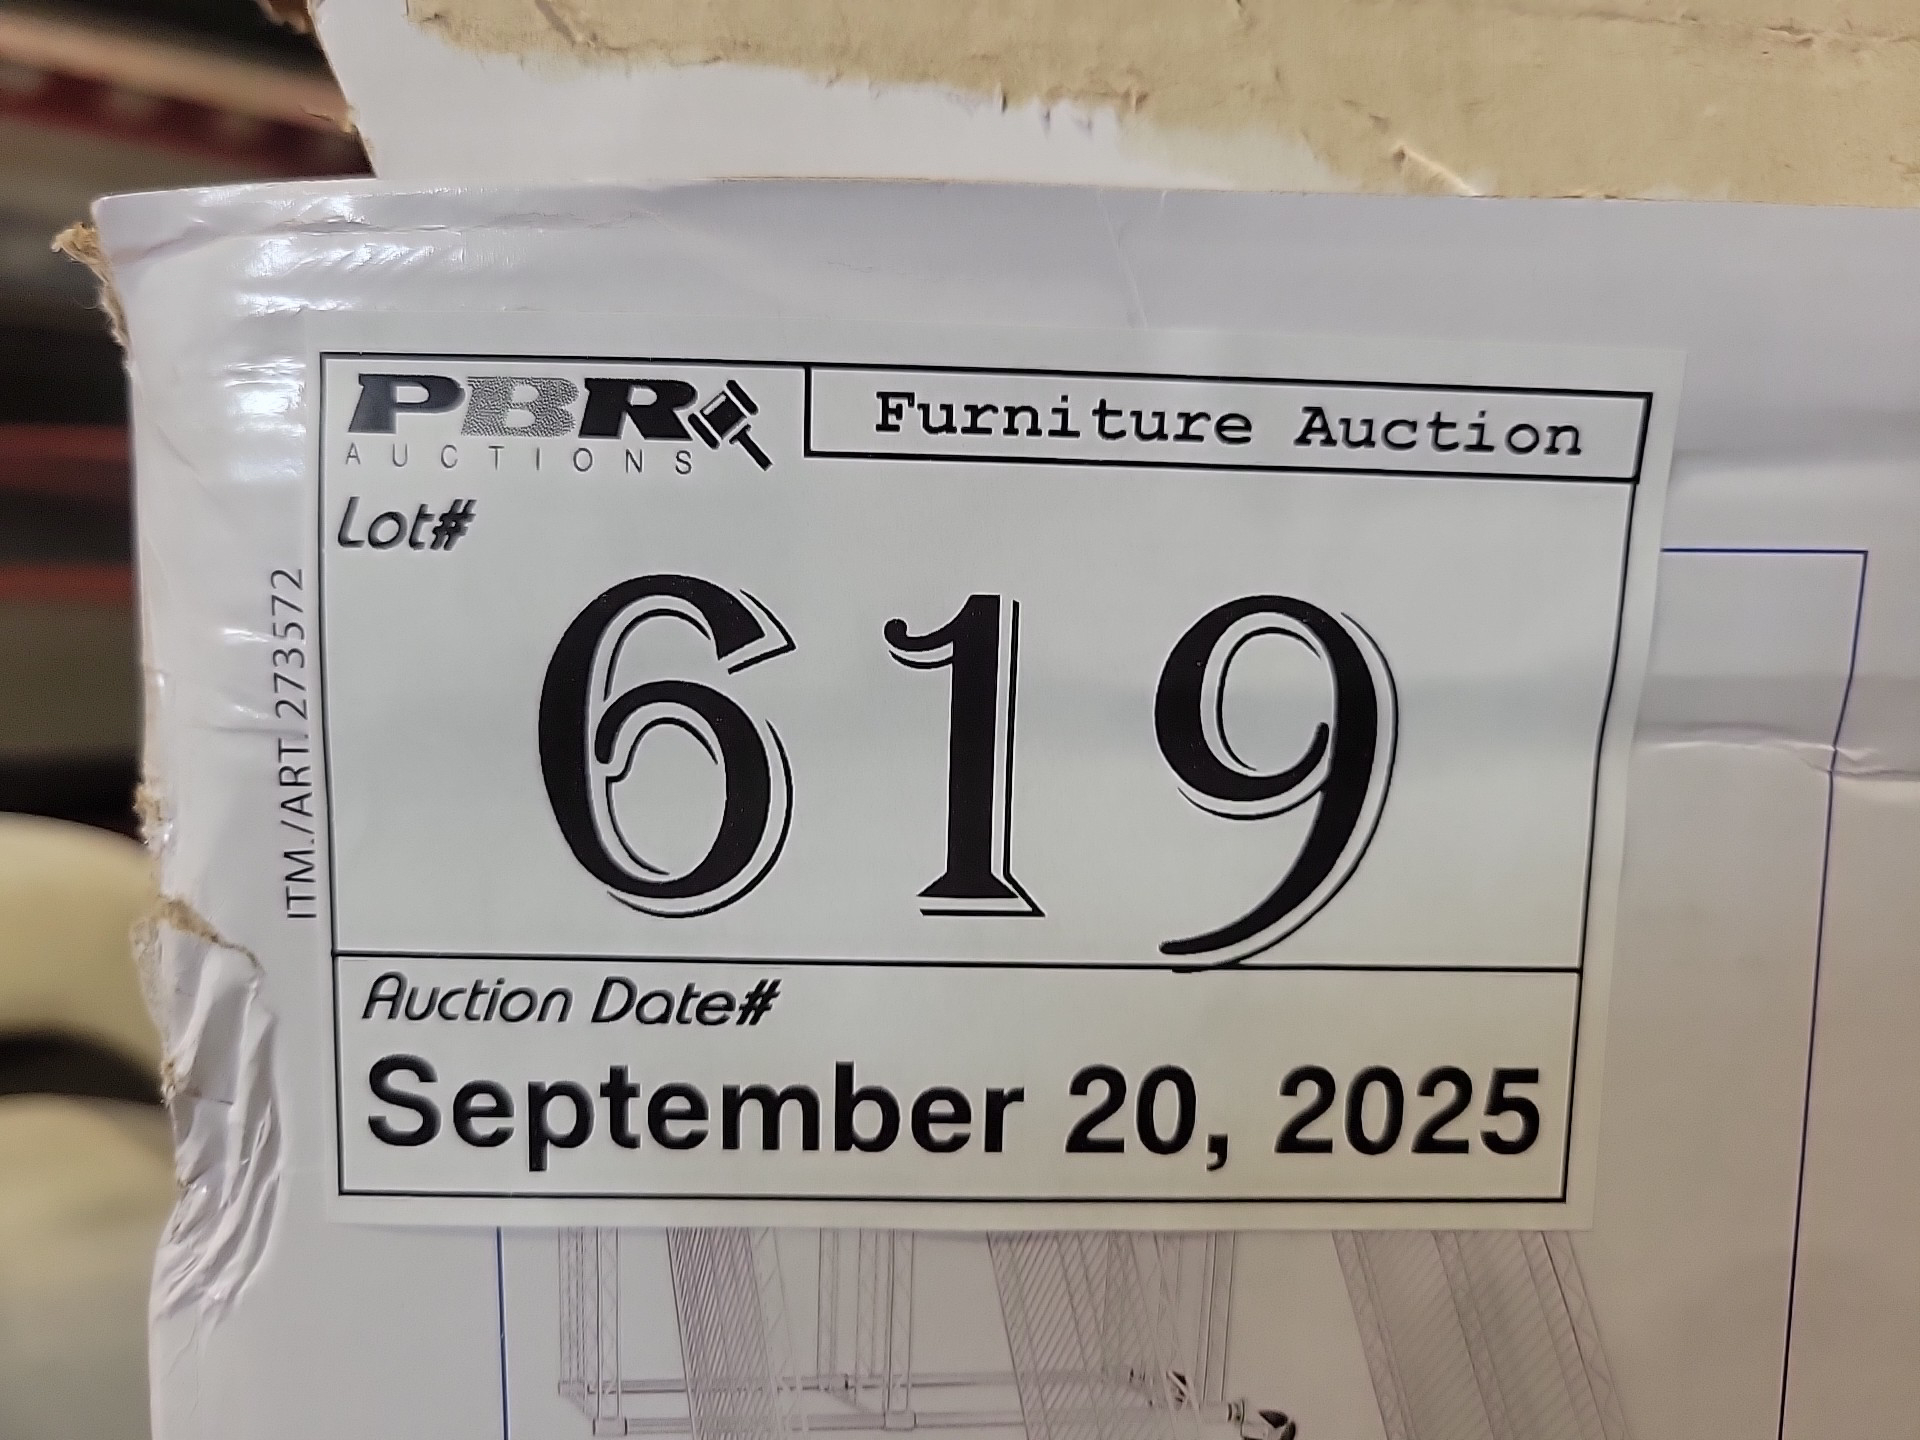 PBR
AUCTIONS
Furniture Auction
Lot#
619
Auction Date#
September 20, 2025
ITM./ART. 273572